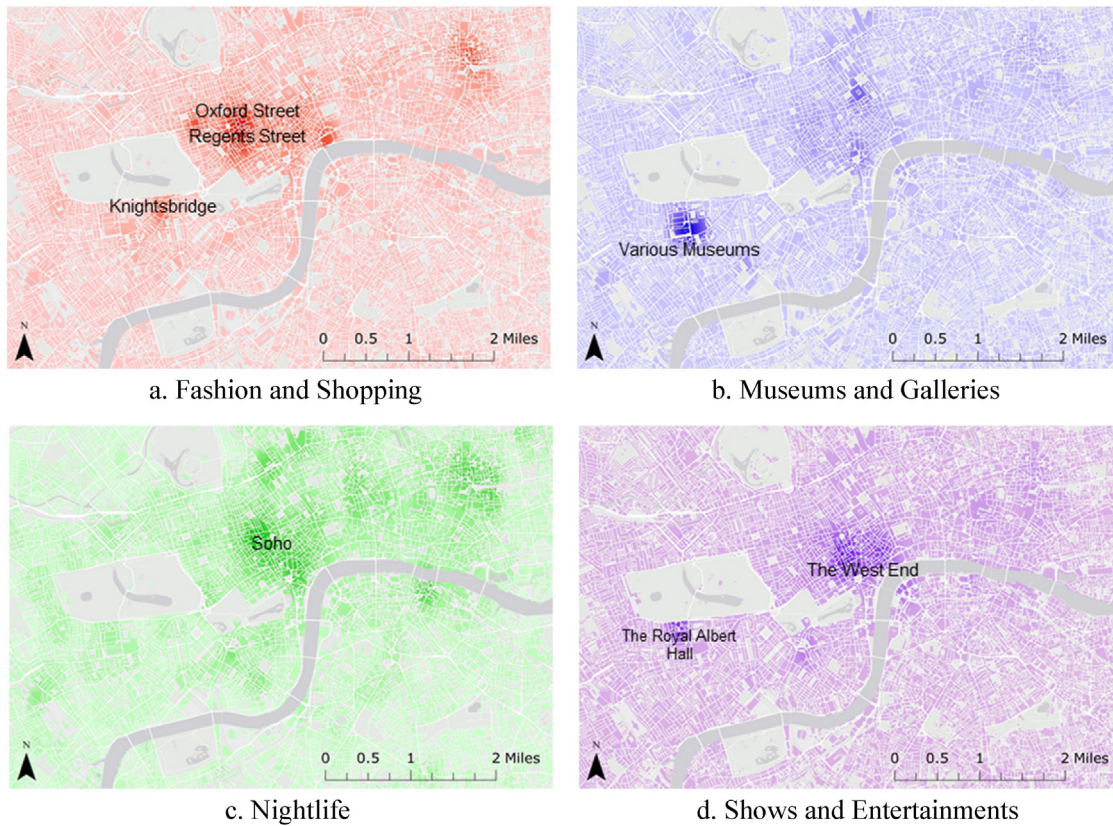 Oxford Street
Regents Street
Knightsbridge
N
0 0.5 1 2 Miles
a. Fashion and Shopping
Various Museums
N
0 0.5 1 2 Miles
b. Museums and Galleries
Soho
N
0 0.5 1 2 Miles
c. Nightlife
The West End
The Royal Albert
Hall
N
0 0.5 1 2 Miles
d. Shows and Entertainments